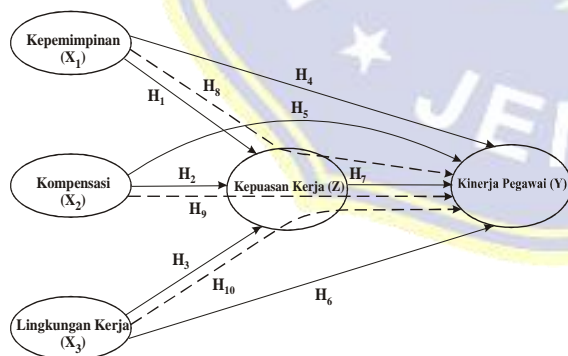 Kepemimpinan
(X₁)
H₄
H₈
H₁
H₅
Kompensasi
(X₂)
H₂
H₉
Kepuasan Kerja (Z)
H₇
Kinerja Pegawai (Y)
H₃
H₁₀
H₆
Lingkungan Kerja
(X₃)